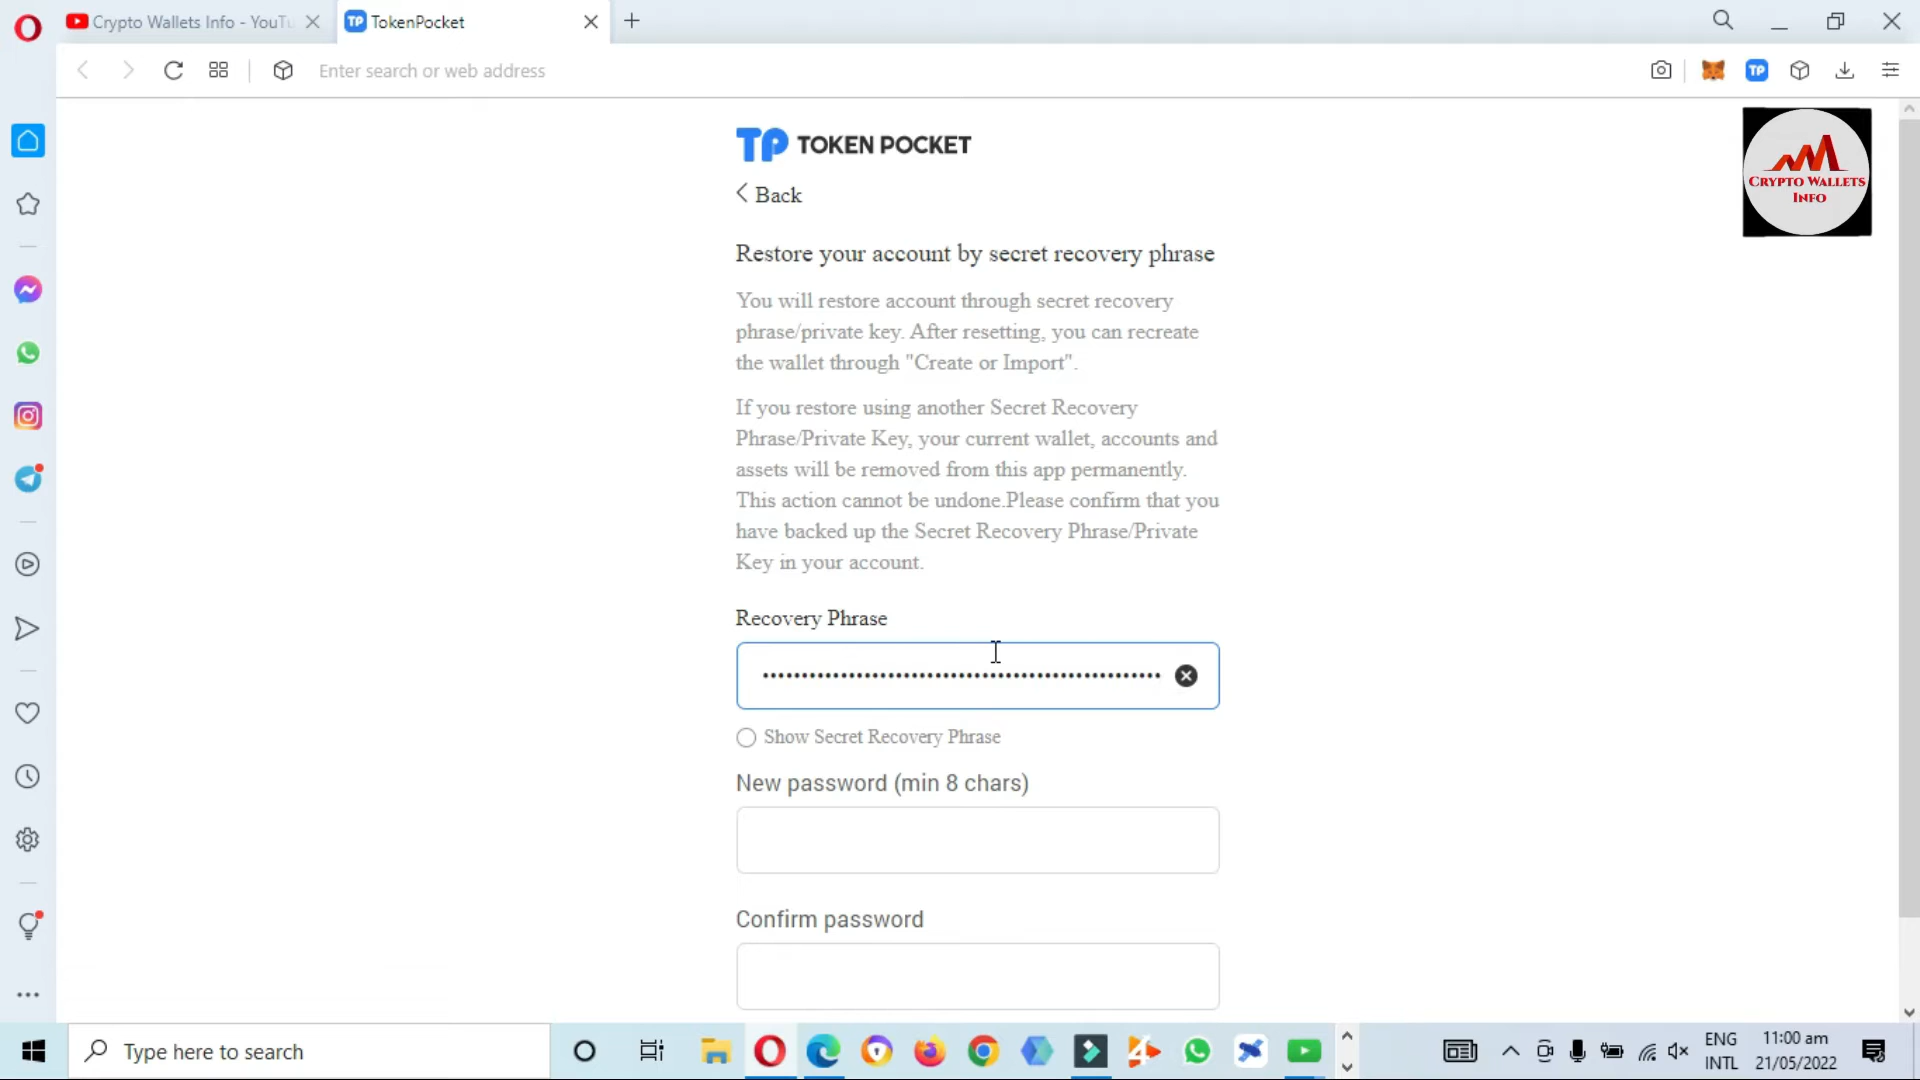 Crypto Wallets Info - YouTu
TokenPocket
Enter search or web address
TP
TP TOKEN POCKET
CRYPTO WALLETS
INFO
Back
Restore your account by secret recovery phrase
You will restore account through secret recovery
phrase/private key. After resetting, you can recreate
the wallet through "Create or Import".
If you restore using another Secret Recovery
Phrase/Private Key, your current wallet, accounts and
assets will be removed from this app permanently.
This action cannot be undone.Please confirm that you
have backed up the Secret Recovery Phrase/Private
Key in your account.
Recovery Phrase
Show Secret Recovery Phrase
New password (min 8 chars)
Confirm password
Type here to search
ENG
INTL
11:00 am
21/05/2022